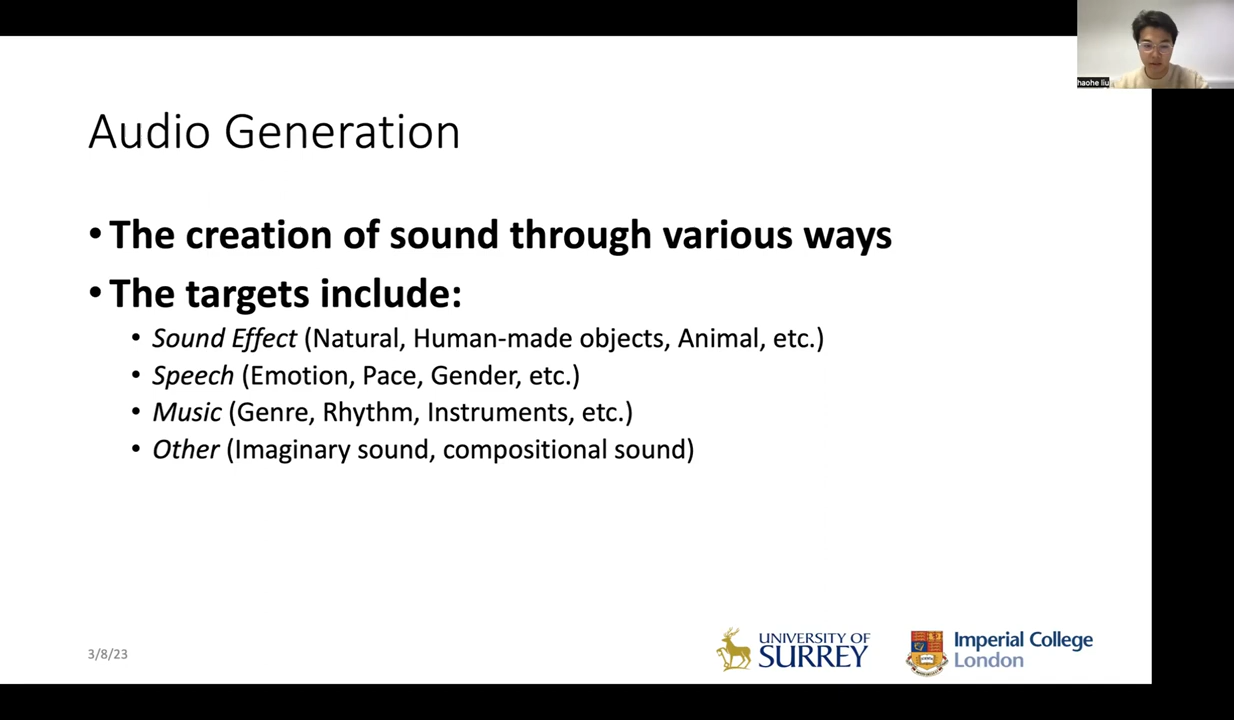 haohe liu
Audio Generation
• The creation of sound through various ways
• The targets include:
• Sound Effect (Natural, Human-made objects, Animal, etc.)
• Speech (Emotion, Pace, Gender, etc.)
• Music (Genre, Rhythm, Instruments, etc.)
• Other (Imaginary sound, compositional sound)
3/8/23
UNIVERSITY OF
SURREY
Imperial College
London